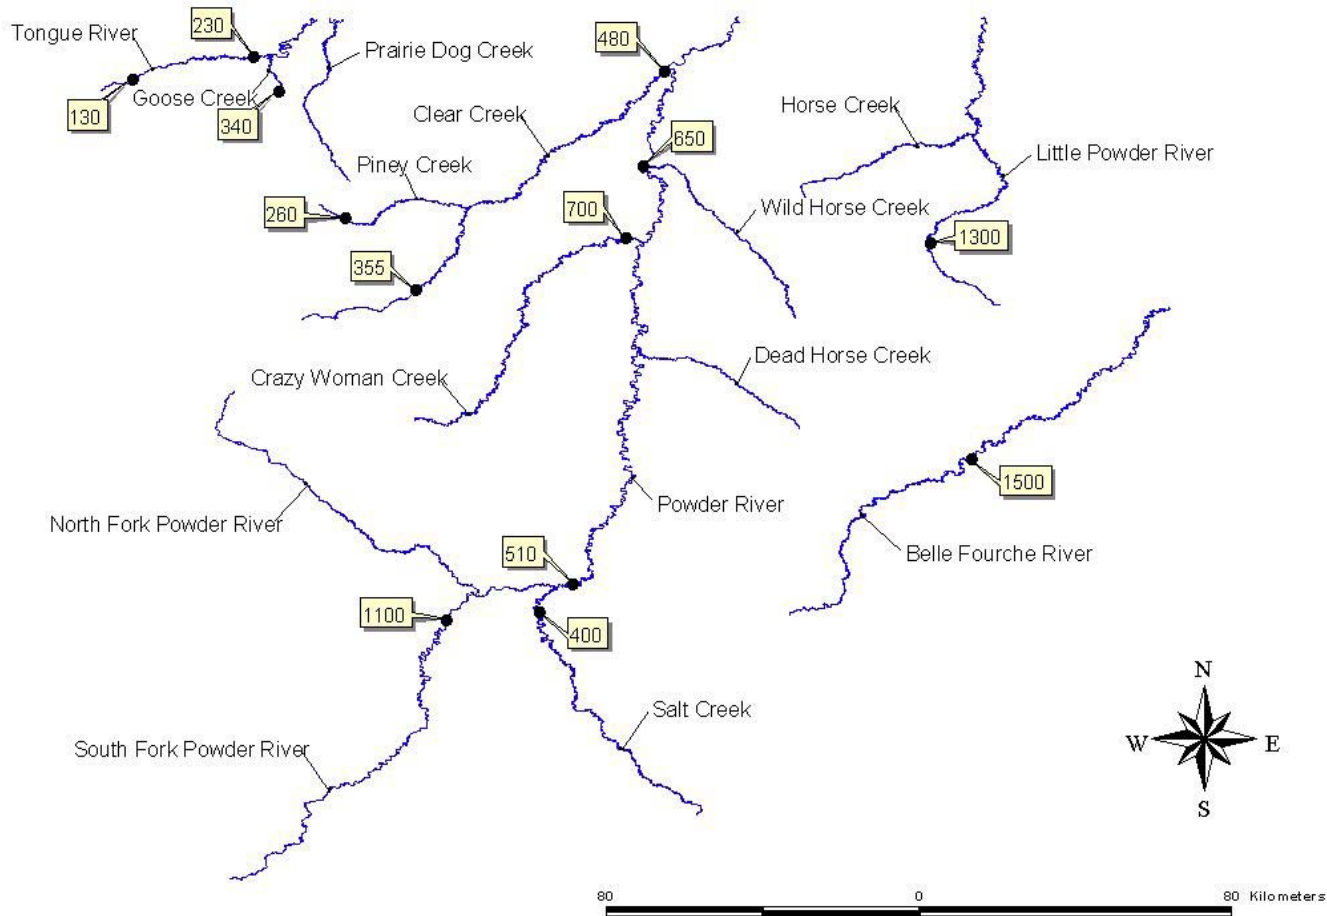 230
Tongue River
480
Prairie Dog Creek
130
Goose Creek
340
Clear Creek
Horse Creek
650
Little Powder River
Piney Creek
260
700
Wild Horse Creek
1300
355
Dead Horse Creek
Crazy Woman Creek
1500
Powder River
North Fork Powder River
510
Belle Fourche River
1100
400
Salt Creek
South Fork Powder River
N
W E
S
80 0 80 Kilometers